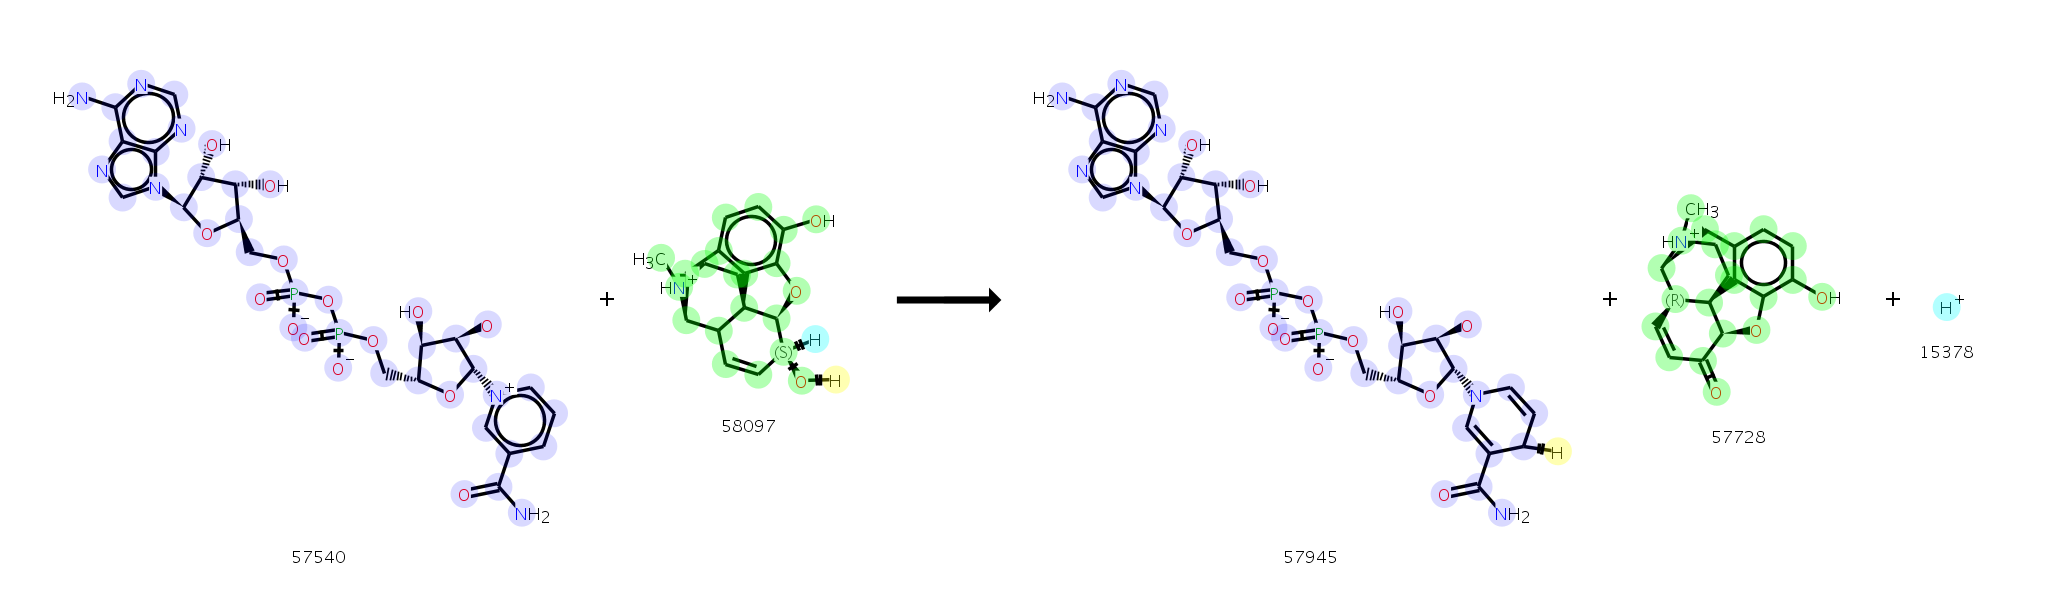 H2N N N N N OH OH O O O P O O⁻ O P O O⁻ HO O O N⁺ O NH2
57540
+
H3C HN⁺ OH O (S) H O H
58097
H2N N N N N OH OH O O O P O O⁻ O P O O⁻ HO O O N H O NH2
57945
+
CH3 HN⁺ (R) OH O O
57728
+
H⁺
15378